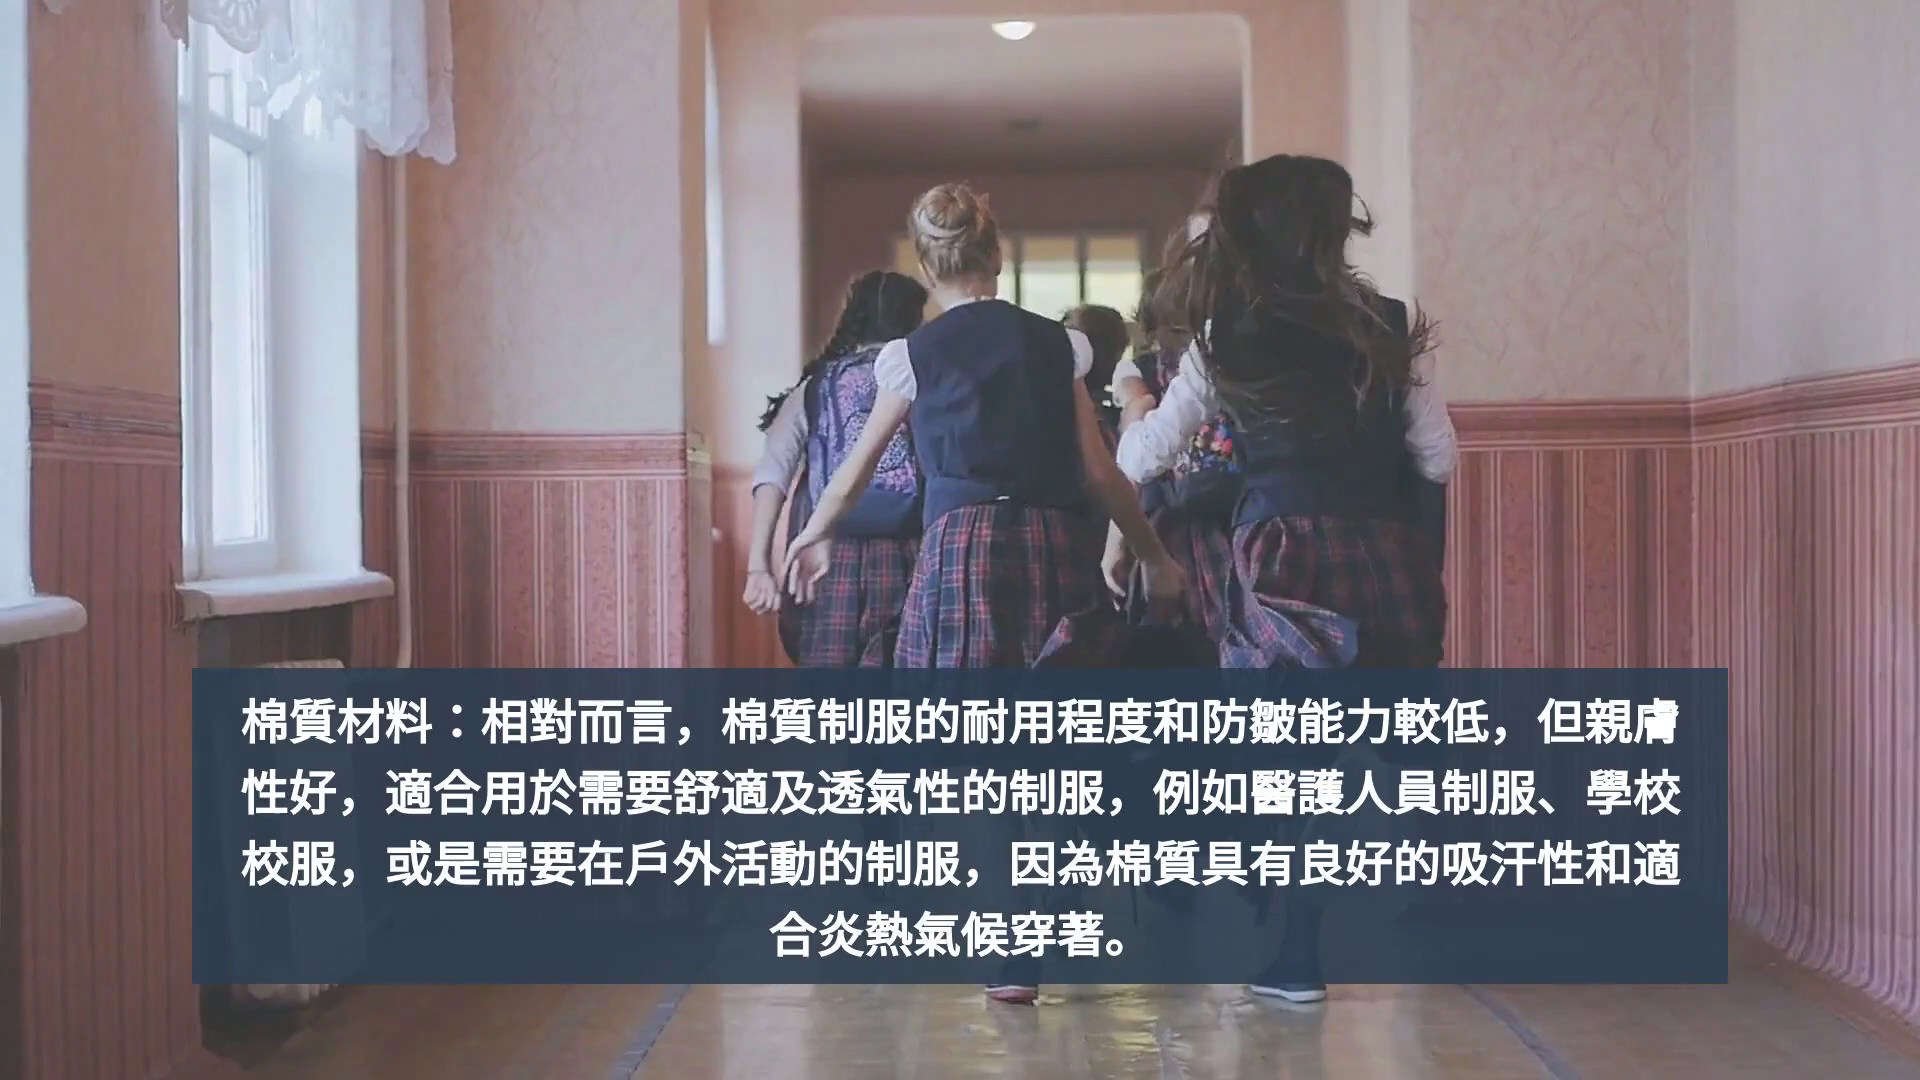 棉質材料：相對而言，棉質制服的耐用程度和防皺能力較低，但親膚
性好，適合用於需要舒適及透氣性的制服，例如醫護人員制服、學校
校服，或是需要在戶外活動的制服，因為棉質具有良好的吸汗性和適
合炎熱氣候穿著。